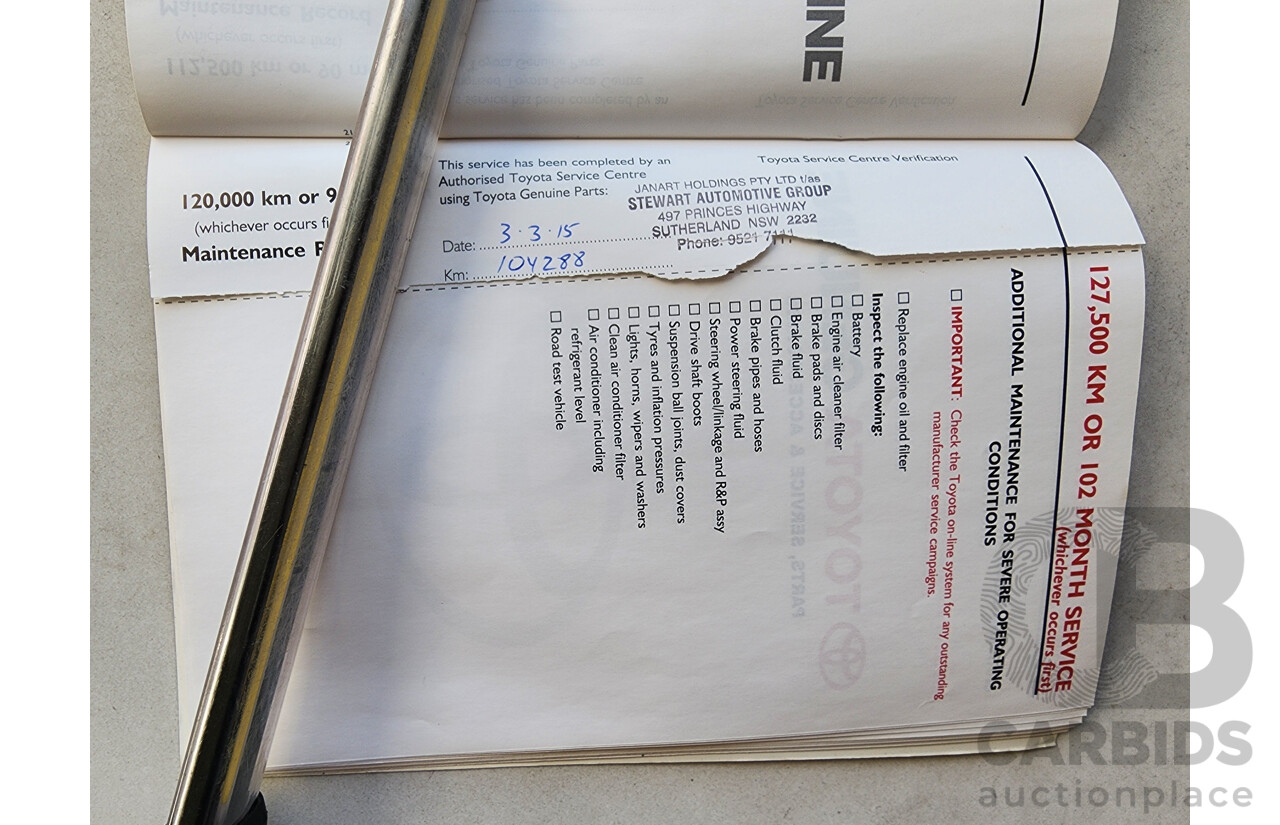 INE
120,000 km or 9
(whichever occurs fi
Maintenance
This service has been completed by an
Authorised Toyota Service Centre
using Toyota Genuine Parts:
Date: 3.3.15
Km: 104288
Toyota Service Centre Verification
JANART HOLDINGS PTY LTD t/as
STEWART AUTOMOTIVE GROUP
497 PRINCES HIGHWAY
SUTHERLAND NSW 2232
Phone: 9521 7111
127,500 KM OR 102 MONTH SERVICE
(whichever occurs first)
ADDITIONAL MAINTENANCE FOR SEVERE OPERATING
CONDITIONS
IMPORTANT: Check the Toyota on-line system for any outstanding
manufacturer service campaigns.
Replace engine oil and filter
Inspect the following:
Battery
Engine air cleaner filter
Brake pads and discs
Brake fluid
Clutch fluid
Brake pipes and hoses
Power steering fluid
Steering wheel/linkage and R&P assy
Drive shaft boots
Suspension ball joints, dust covers
Tyres and inflation pressures
Lights, horns, wipers and washers
Clean air conditioner filter
Air conditioner including
refrigerant level
Road test vehicle
CARBIDS
auctionplace